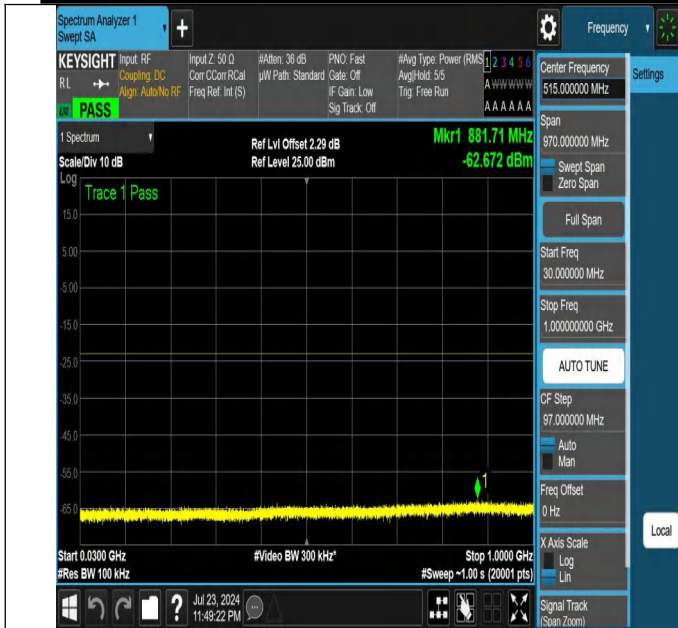 Spectrum Analyzer 1
Swept SA
+
Frequency
KEYSIGHT
RL
LXI
PASS
Input: RF
Coupling: DC
Align: Auto/No RF
Input Z: 50 Ω
Corr CCorr RCal
Freq Ref: Int (S)
#Atten: 36 dB
µW Path: Standard
PNO: Fast
Gate: Off
IF Gain: Low
Sig Track: Off
#Avg Type: Power (RMS
Avg|Hold: 5/5
Trig: Free Run
1 2 3 4 5 6
A W W W W W
A A A A A A
1 Spectrum
Scale/Div 10 dB
Ref Lvl Offset 2.29 dB
Ref Level 25.00 dBm
Mkr1 881.71 MHz
-62.672 dBm
Log
Trace 1 Pass
15.0
5.00
-5.00
-15.0
-25.0
-35.0
-45.0
-55.0
-65.0
1
Start 0.0300 GHz
#Res BW 100 kHz
#Video BW 300 kHz*
Stop 1.0000 GHz
#Sweep ~1.00 s (20001 pts)
?
Jul 23, 2024
11:49:22 PM
Center Frequency
515.000000 MHz
Settings
Span
970.000000 MHz
Swept Span
Zero Span
Full Span
Start Freq
30.000000 MHz
Stop Freq
1.000000000 GHz
AUTO TUNE
CF Step
97.000000 MHz
Auto
Man
Freq Offset
0 Hz
X Axis Scale
Log
Lin
Local
Signal Track
(Span Zoom)